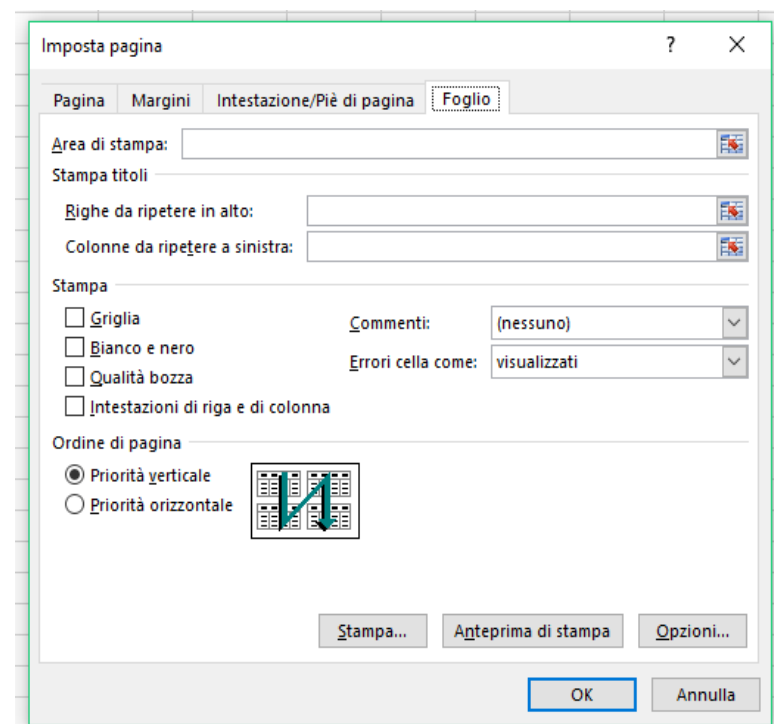 Imposta pagina ? ×
Pagina Margini Intestazione/Piè di pagina Foglio
Area di stampa:
Stampa titoli
Righe da ripetere in alto:
Colonne da ripetere a sinistra:
Stampa
Griglia
Bianco e nero
Qualità bozza
Intestazioni di riga e di colonna
Commenti: (nessuno)
Errori cella come: visualizzati
Ordine di pagina
Priorità verticale
Priorità orizzontale
Stampa... Anteprima di stampa Opzioni...
OK Annulla